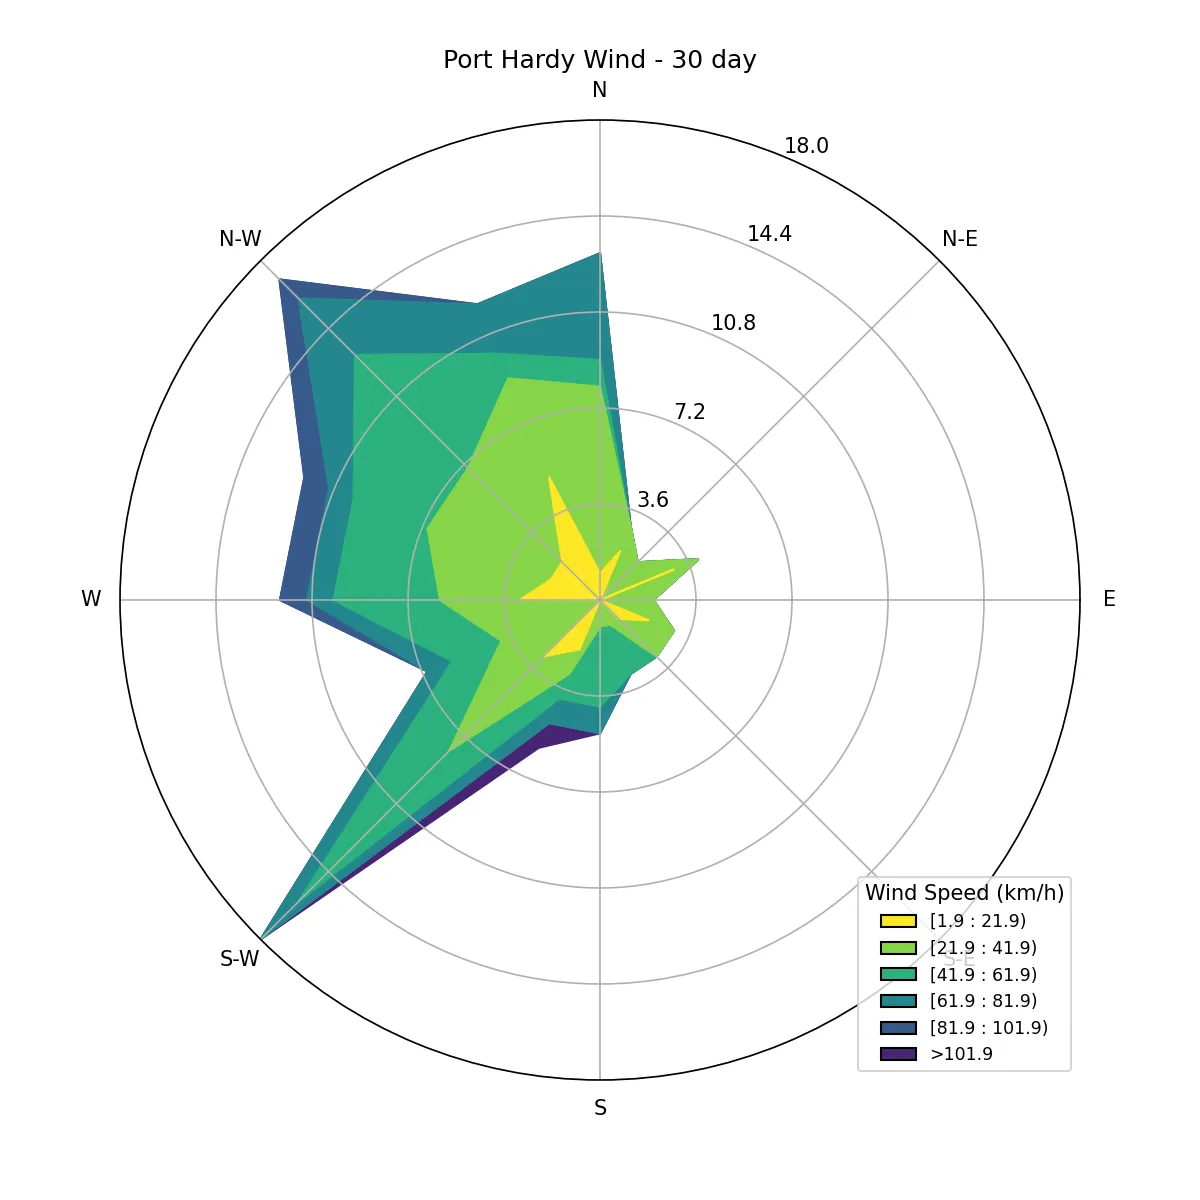 Port Hardy Wind - 30 day
N
18.0
14.4
N-W
N-E
10.8
7.2
3.6
W
E
S-W
S-E
S
Wind Speed (km/h)
[1.9 : 21.9)
[21.9 : 41.9)
[41.9 : 61.9)
[61.9 : 81.9)
[81.9 : 101.9)
>101.9